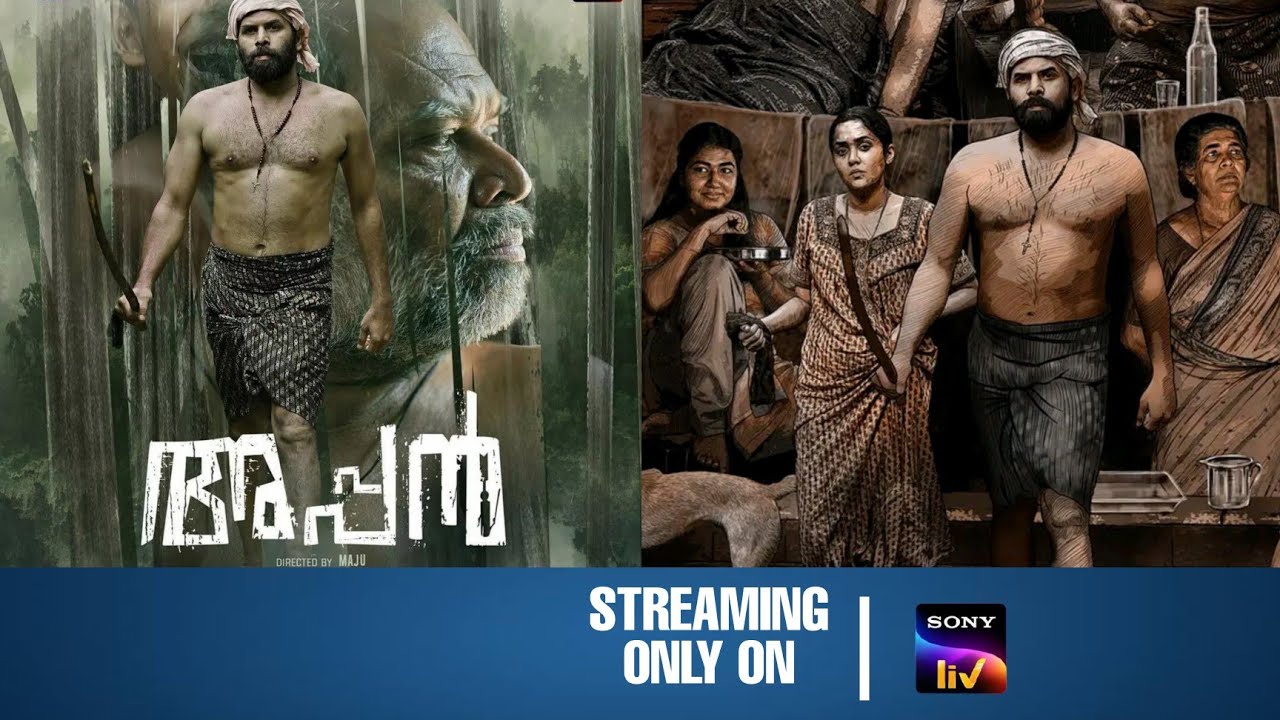 അപ്പൻ
DIRECTED BY MAJU
STREAMING
ONLY ON
SONY
liv